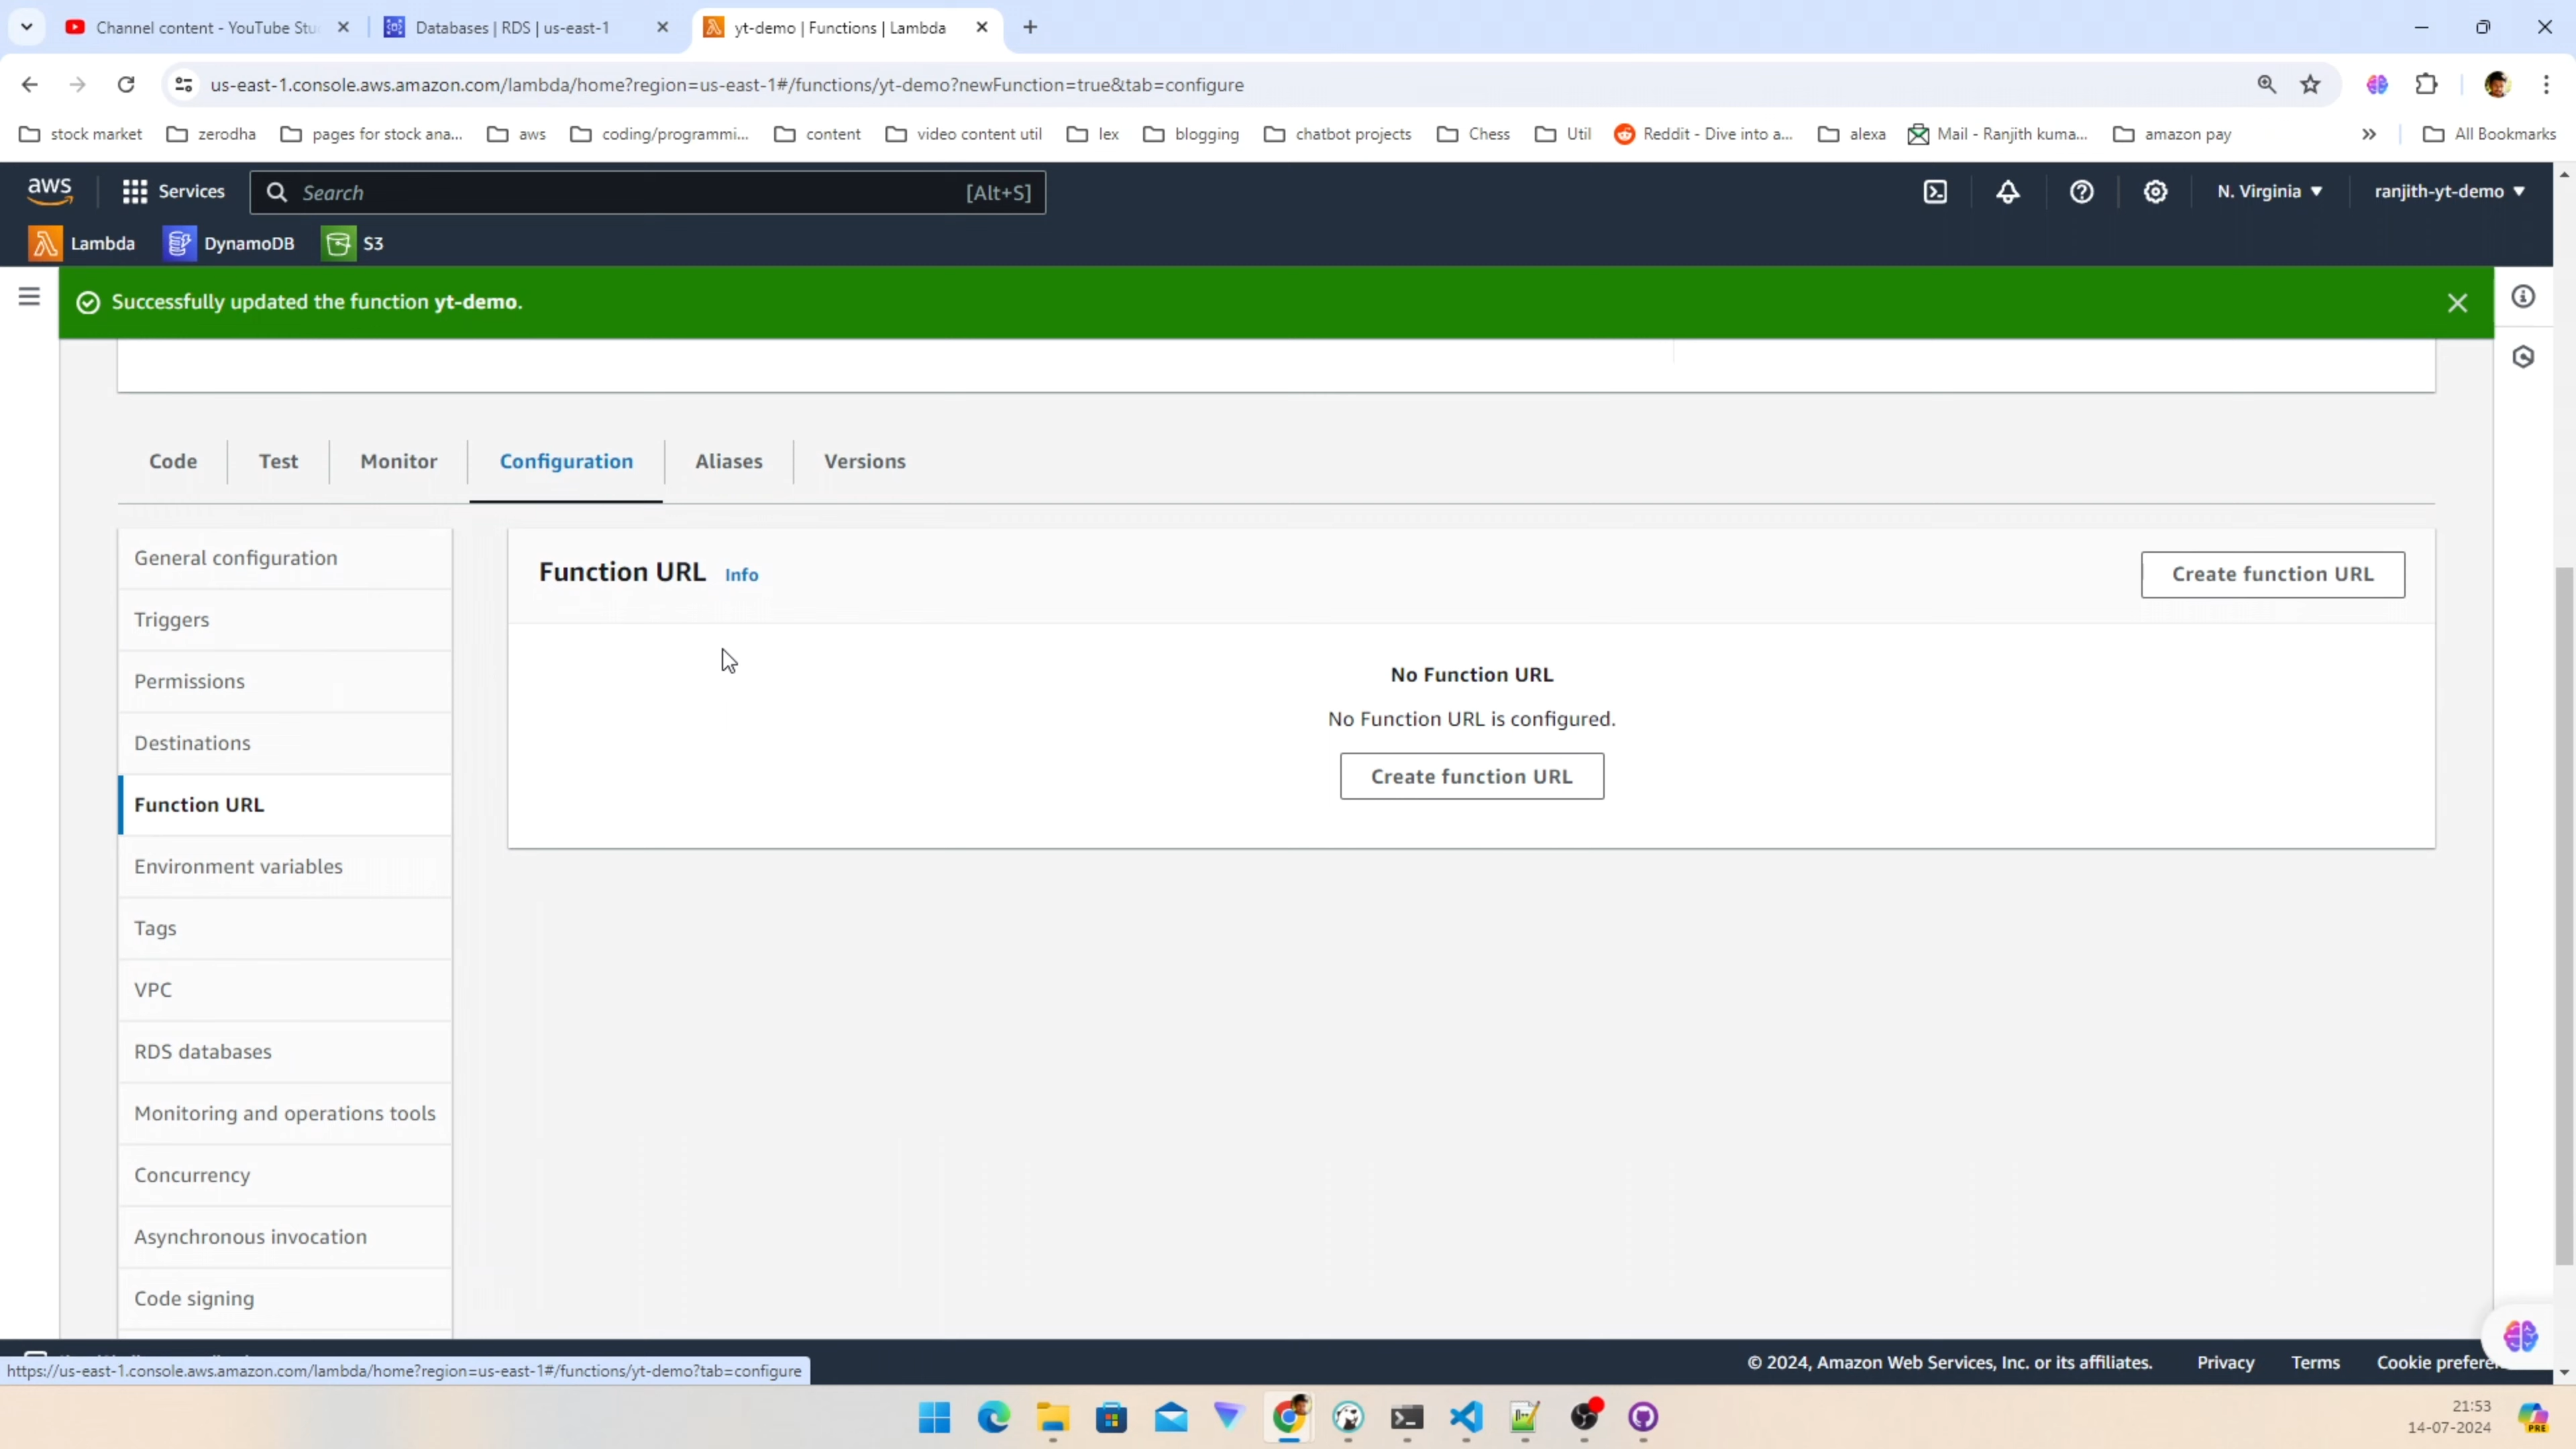 Channel content - YouTube Stu
Databases | RDS | us-east-1
yt-demo | Functions | Lambda
us-east-1.console.aws.amazon.com/lambda/home?region=us-east-1#/functions/yt-demo?newFunction=true&tab=configure
stock market
zerodha
pages for stock ana...
aws
coding/programmi...
content
video content util
lex
blogging
chatbot projects
Chess
Util
Reddit - Dive into a...
alexa
Mail - Ranjith kuma...
amazon pay
All Bookmarks
aws
Services
Search
[Alt+S]
N. Virginia
ranjith-yt-demo
Lambda
DynamoDB
S3
Successfully updated the function yt-demo.
Code
Test
Monitor
Configuration
Aliases
Versions
General configuration
Triggers
Permissions
Destinations
Function URL
Environment variables
Tags
VPC
RDS databases
Monitoring and operations tools
Concurrency
Asynchronous invocation
Code signing
Function URL Info
Create function URL
No Function URL
No Function URL is configured.
Create function URL
https://us-east-1.console.aws.amazon.com/lambda/home?region=us-east-1#/functions/yt-demo?tab=configure
© 2024, Amazon Web Services, Inc. or its affiliates.
Privacy
Terms
Cookie prefere
21:53
14-07-2024
PRE